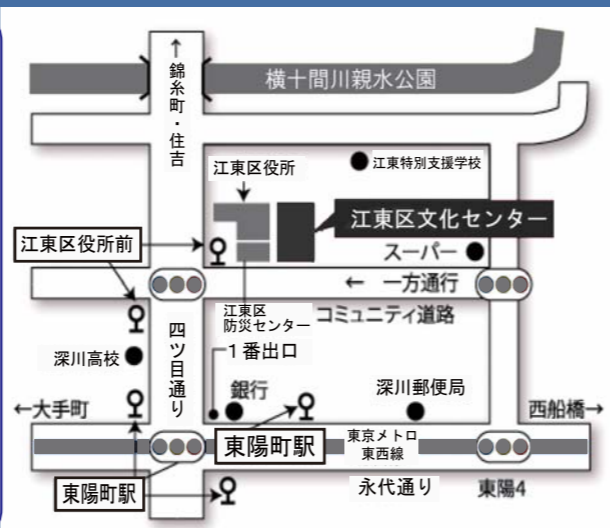 ↑錦糸町・住吉
横十間川親水公園
江東区役所
江東特別支援学校
江東区文化センター
江東区役所前
スーパー
← 一方通行
江東区
防災センター
コミュニティ道路
四ツ目通り
1番出口
深川高校
銀行
深川郵便局
←大手町
西船橋→
東陽町駅
東京メトロ
東西線
東陽町駅
永代通り
東陽4